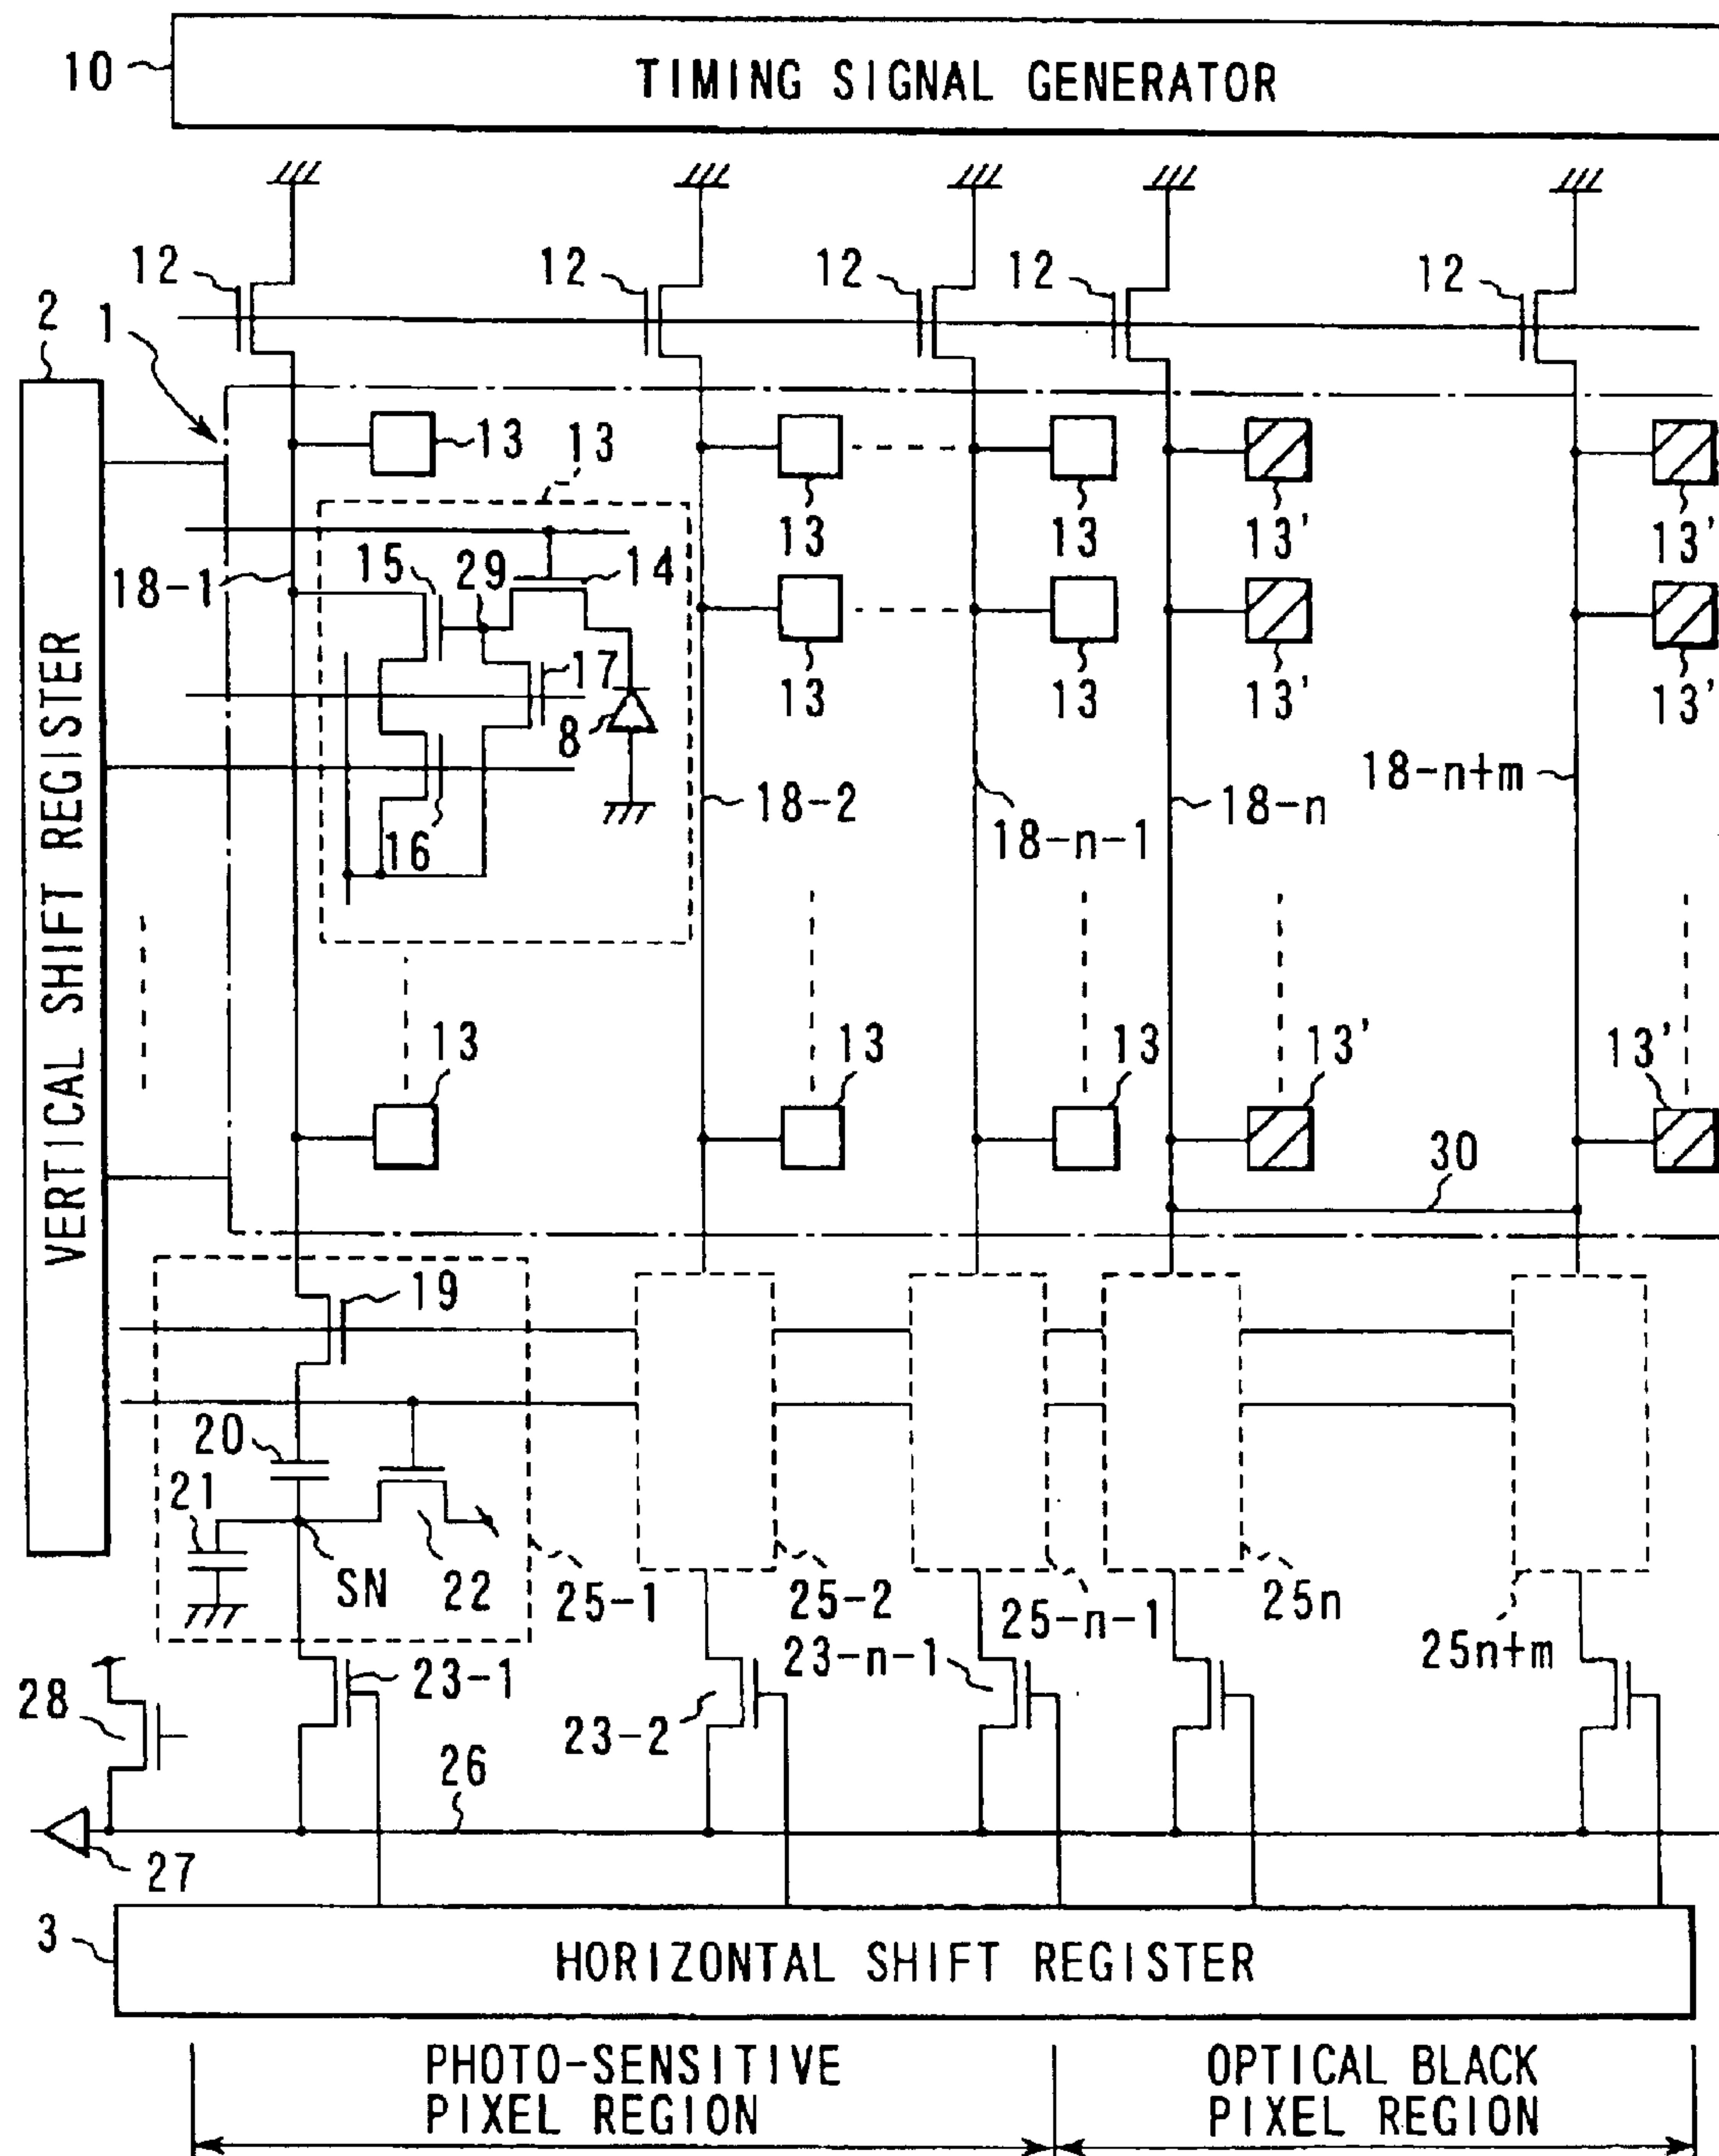 10
TIMING SIGNAL GENERATOR
12
12
12
12
12
2
1
13
13
13
13
13'
13'
18-1
15
29
14
17
8
16
13
13
13'
13'
18-2
18-n-1
18-n
18-n+m
VERTICAL SHIFT REGISTER
13
13
13
13'
13'
30
19
20
21
SN
22
25-1
25-2
25-n-1
25n
25n+m
28
23-1
23-2
23-n-1
26
27
3
HORIZONTAL SHIFT REGISTER
PHOTO-SENSITIVE
PIXEL REGION
OPTICAL BLACK
PIXEL REGION